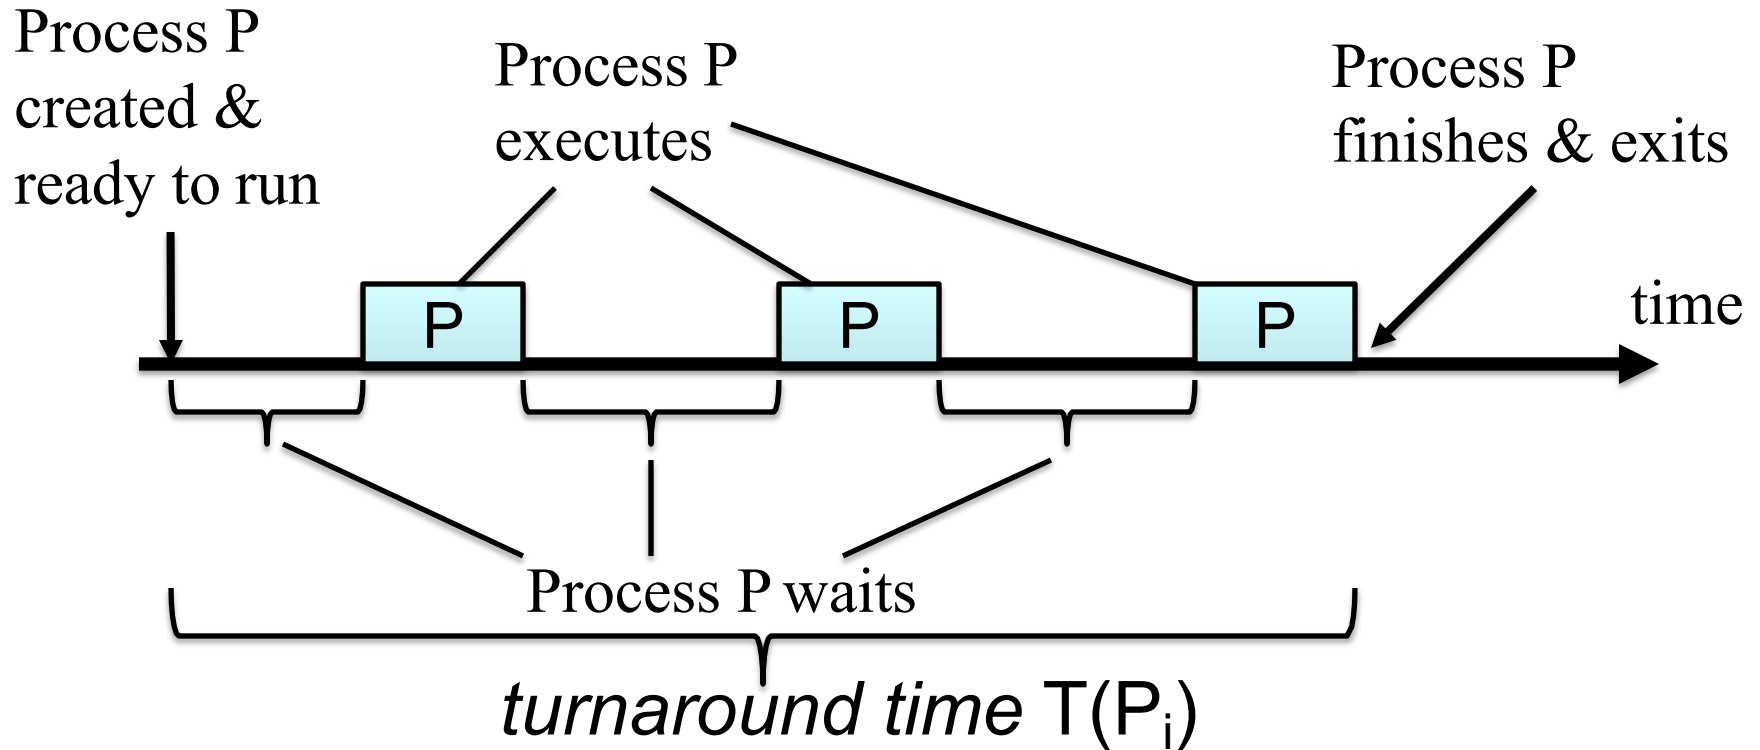 Process P
created &
ready to run
Process P
executes
Process P
finishes & exits
time
P
P
P
Process P waits
turnaround time T(Pi)